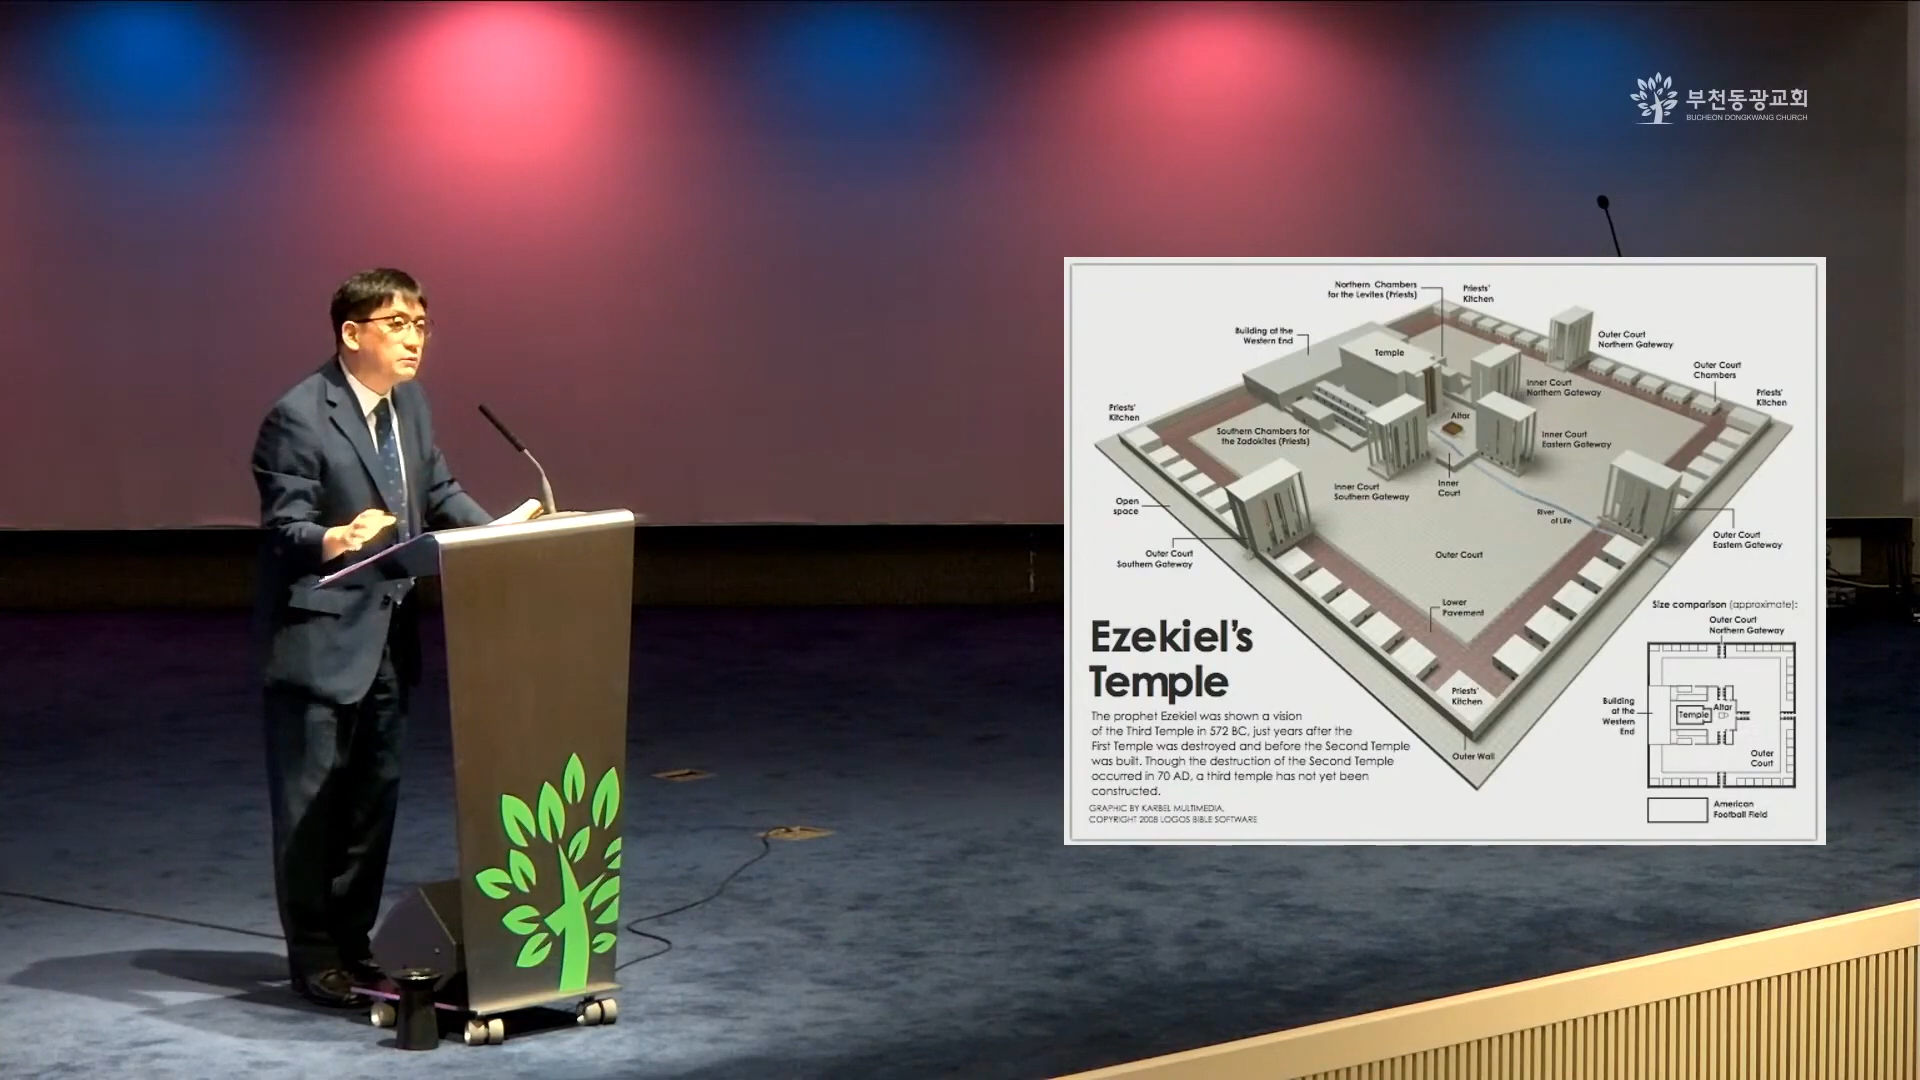 부천동광교회
BUCHEON DONGKWANG CHURCH
Northern Chambers
for the Levites (Priests)
Priests'
Kitchen
Building at the
Western End
Temple
Outer Court
Northern Gateway
Outer Court
Chambers
Priests'
Kitchen
Inner Court
Northern Gateway
Priests'
Kitchen
Altar
Southern Chambers for
the Zadokites (Priests)
Inner Court
Eastern Gateway
Inner Court
Southern Gateway
Inner
Court
Open
space
River
of Life
Outer Court
Southern Gateway
Outer Court
Outer Court
Eastern Gateway
Lower
Pavement
Priests'
Kitchen
Outer Wall
Ezekiel's
Temple
The prophet Ezekiel was shown a vision
of the Third Temple in 572 BC, just years after the
First Temple was destroyed and before the Second Temple
was built. Though the destruction of the Second Temple
occurred in 70 AD, a third temple has not yet been
constructed.
GRAPHIC BY KARBEL MULTIMEDIA,
COPYRIGHT 2008 LOGOS BIBLE SOFTWARE
Size comparison (approximate):
Outer Court
Northern Gateway
Building
at the
Western
End
Temple
Altar
Outer
Court
American
Football Field